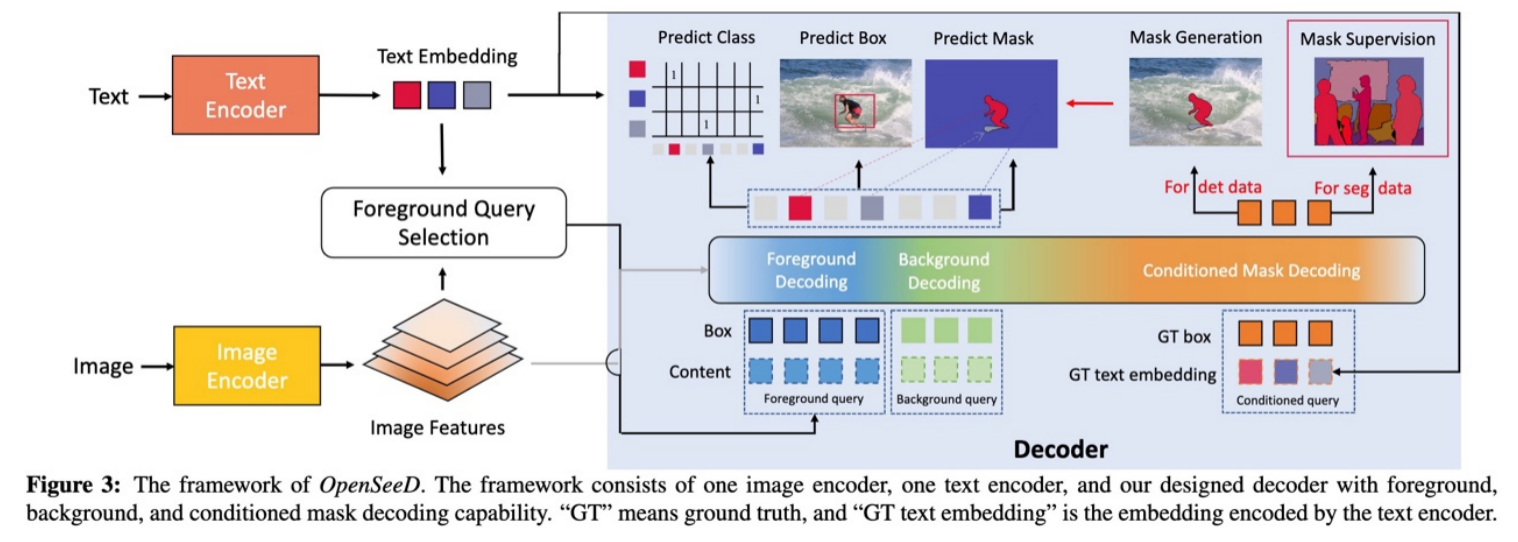 Text
Text
Encoder
Text Embedding
Foreground Query
Selection
Image
Image
Encoder
Image Features
Predict Class
Predict Box
Predict Mask
Mask Generation
Mask Supervision
1
1
1
For det data
For seg data
Foreground
Decoding
Background
Decoding
Conditioned Mask Decoding
Box
Content
Foreground query
Background query
GT box
GT text embedding
Conditioned query
Decoder
Figure 3: The framework of OpenSeeD. The framework consists of one image encoder, one text encoder, and our designed decoder with foreground,
background, and conditioned mask decoding capability. “GT” means ground truth, and “GT text embedding” is the embedding encoded by the text encoder.